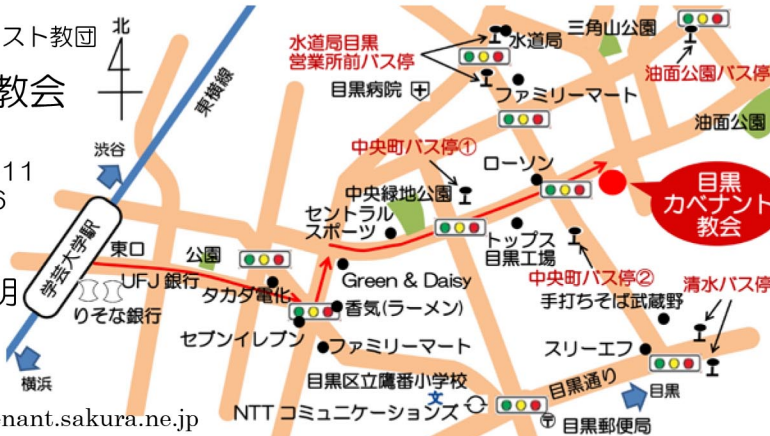 スト教団
教会
11
6
明
enant.sakura.ne.jp
北
東横線
渋谷
学芸大学駅
横浜
東口
UFJ 銀行
りそな銀行
公園
タカダ電化
セブンイレブン
ファミリーマート
香気(ラーメン)
Green & Daisy
セントラル
スポーツ
中央緑地公園
中央町バス停①
目黒病院
水道局目黒
営業所前バス停
水道局
ファミリーマート
三角山公園
油面公園バス停
油面公園
ローソン
トップス
目黒工場
目黒
カベナント
教会
中央町バス停②
清水バス停
手打ちそば武蔵野
スリーエフ
目黒通り
目黒
目黒区立鷹番小学校
文
NTT コミュニケーションズ
〒 目黒郵便局